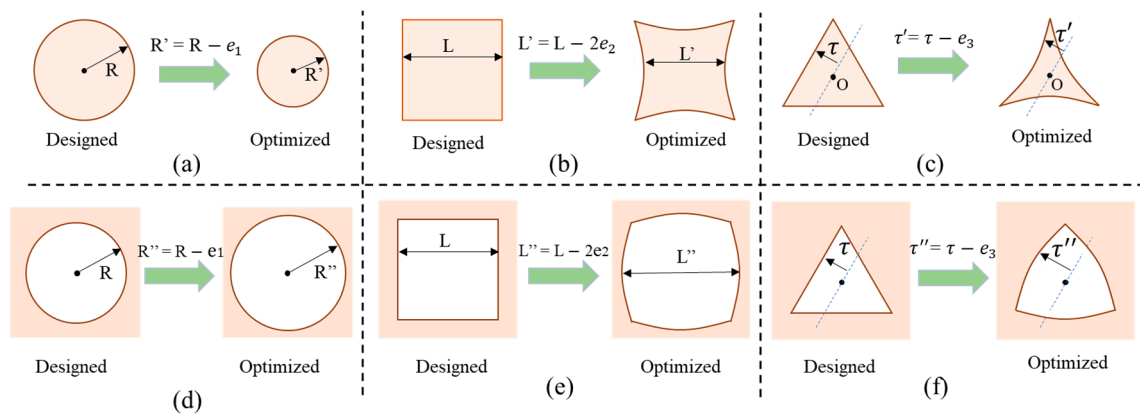 R' = R − e₁
R
R'
Designed
Optimized
(a)
L' = L − 2e₂
L
L'
Designed
Optimized
(b)
τ' = τ − e₃
τ
O
τ'
O
Designed
Optimized
(c)
R'' = R − e1
R
R''
Designed
Optimized
(d)
L'' = L − 2e2
L
L''
Designed
Optimized
(e)
τ'' = τ − e₃
τ
τ''
Designed
Optimized
(f)